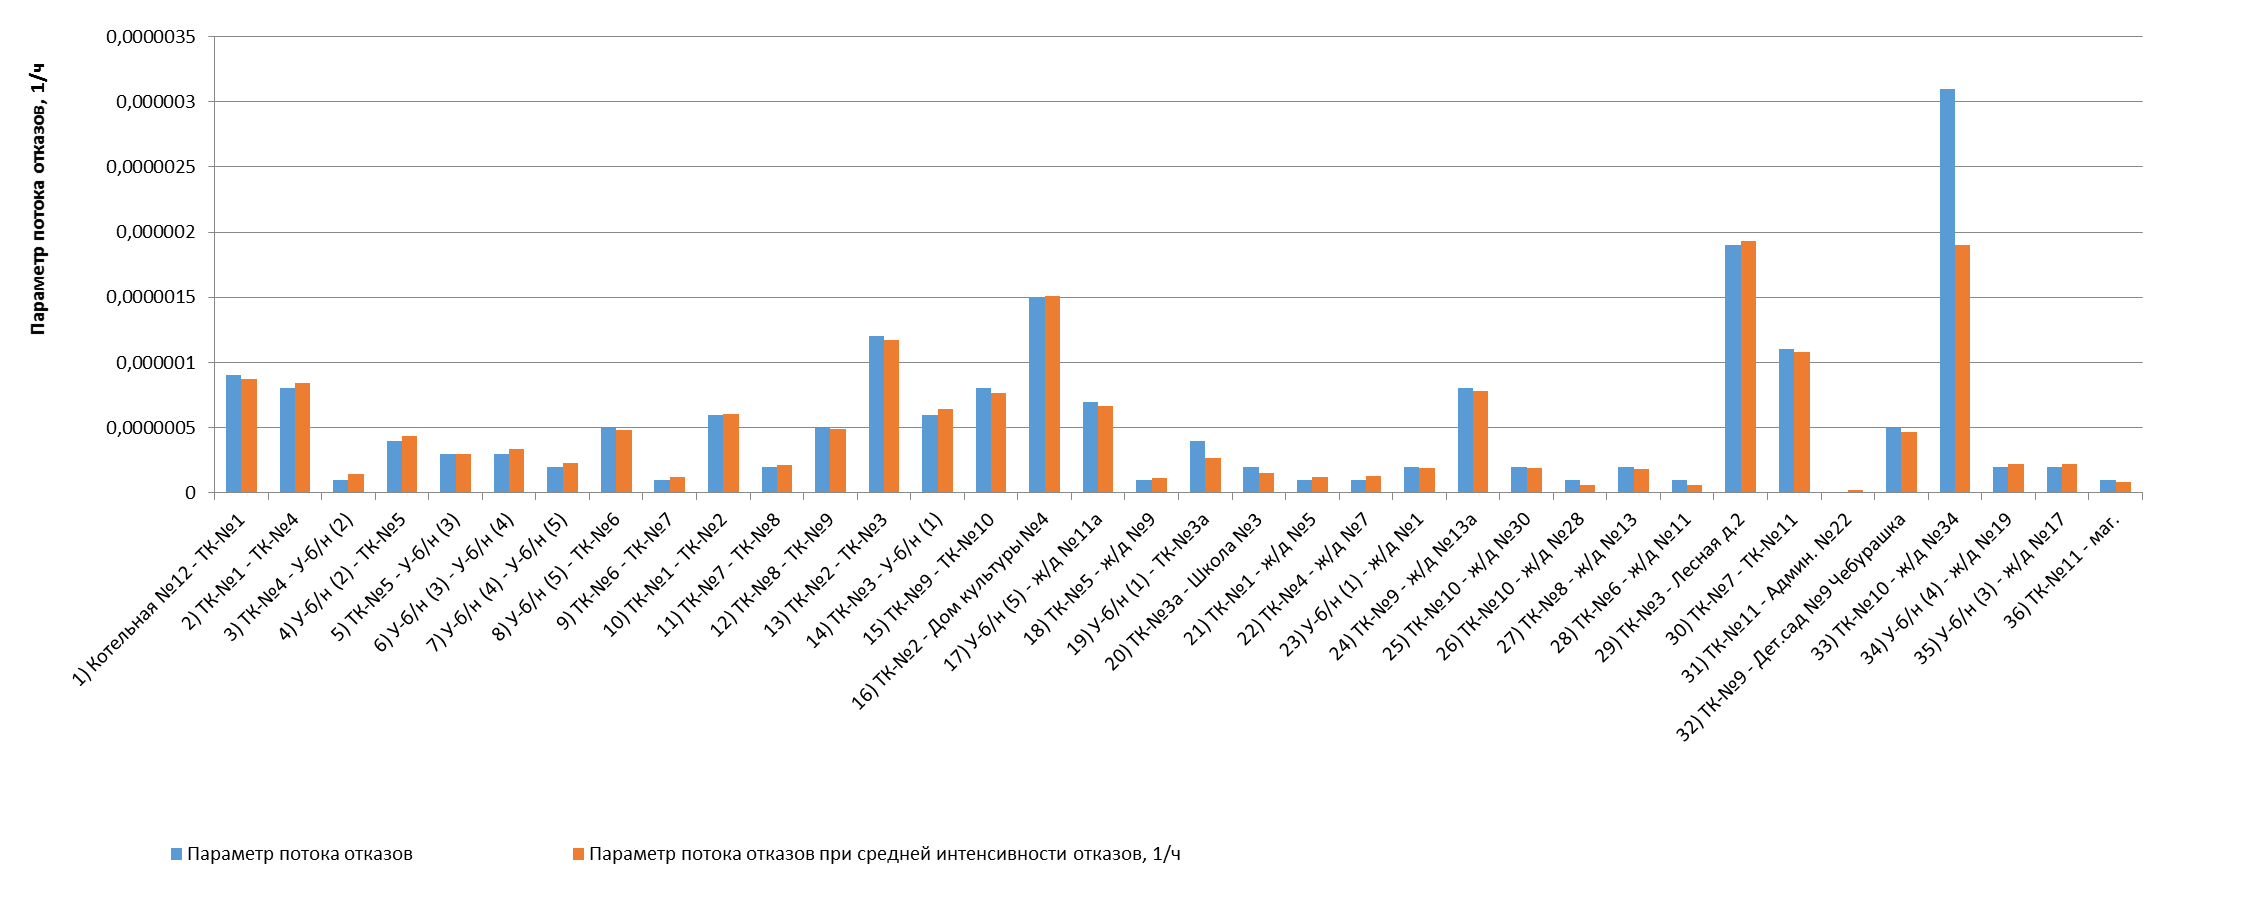 Параметр потока отказов, 1/ч
0,0000035
0,000003
0,0000025
0,000002
0,0000015
0,000001
0,0000005
0
1) Котельная №12 - ТК-№1
2) ТК-№1 - ТК-№4
3) ТК-№4 - У-б/н (2)
4) У-б/н (2) - ТК-№5
5) ТК-№5 - У-б/н (3)
6) У-б/н (3) - У-б/н (4)
7) У-б/н (4) - У-б/н (5)
8) У-б/н (5) - ТК-№6
9) ТК-№6 - ТК-№7
10) ТК-№1 - ТК-№2
11) ТК-№7 - ТК-№8
12) ТК-№8 - ТК-№9
13) ТК-№2 - ТК-№3
14) ТК-№3 - У-б/н (1)
15) ТК-№9 - ТК-№10
16) ТК-№2 - Дом культуры №4
17) У-б/н (5) - ж/д №11а
18) ТК-№5 - ж/д №9
19) У-б/н (1) - ТК-№3а
20) ТК-№3а - Школа №3
21) ТК-№1 - ж/д №5
22) ТК-№4 - ж/д №7
23) У-б/н (1) - ж/д №1
24) ТК-№9 - ж/д №13а
25) ТК-№10 - ж/д №30
26) ТК-№10 - ж/д №28
27) ТК-№8 - ж/д №13
28) ТК-№6 - ж/д №11
29) ТК-№3 - Лесная д.2
30) ТК-№7 - ТК-№11
31) ТК-№11 - Админ. №22
32) ТК-№9 - Дет.сад №9 Чебурашка
33) ТК-№10 - ж/д №34
34) У-б/н (4) - ж/д №19
35) У-б/н (3) - ж/д №17
36) ТК-№11 - маг.
Параметр потока отказов
Параметр потока отказов при средней интенсивности отказов, 1/ч